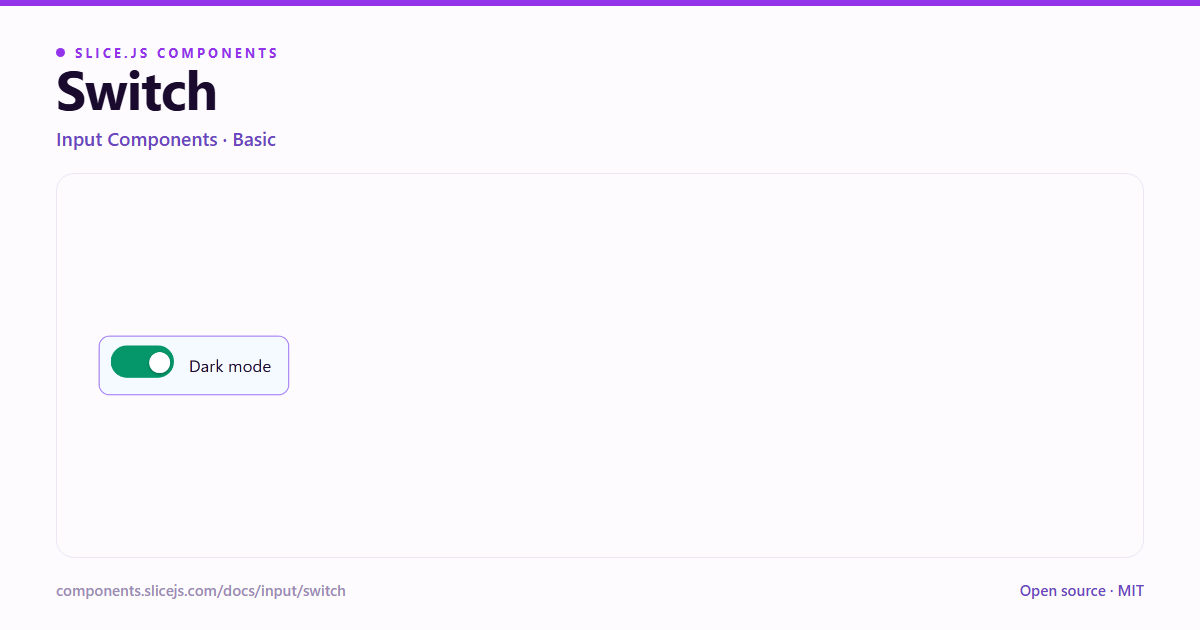 SLICE.JS COMPONENTS
Switch
Input Components · Basic
Dark mode
components.slicejs.com/docs/input/switch
Open source · MIT